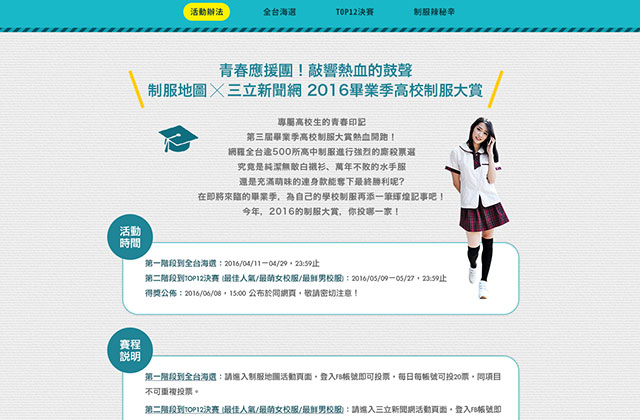 活動辦法 全台海選 TOP12決賽 制服辣秘辛
青春應援團！敲響熱血的鼓聲
制服地圖╳三立新聞網 2016畢業季高校制服大賞
專屬高校生的青春印記
第三屆畢業季高校制服大賞熱血開跑！
網羅全台逾500所高中制服進行強烈的廝殺票選
究竟是純潔無敵白襯衫、萬年不敗的水手服
還是充滿萌味的連身款能奪下最終勝利呢？
在即將來臨的畢業季，為自己的學校制服再添一筆輝煌記事吧！
今年，2016的制服大賞，你投哪一家！
活動
時間
第一階段到全台海選：2016/04/11－04/29，23:59止
第二階段到TOP12決賽 (最佳人氣/最萌女校服/最鮮男校服)：2016/05/09－05/27，23:59止
得獎公佈：2016/06/08，15:00 公布於同網頁，敬請密切注意！
賽程
說明
第一階段到全台海選：請進入制服地圖活動頁面，登入FB帳號即可投票，每日每帳號可投20票，同項目
不可重複投票。
第二階段到TOP12決賽 (最佳人氣/最萌女校服/最鮮男校服)：請進入三立新聞網活動頁面，登入FB帳號即